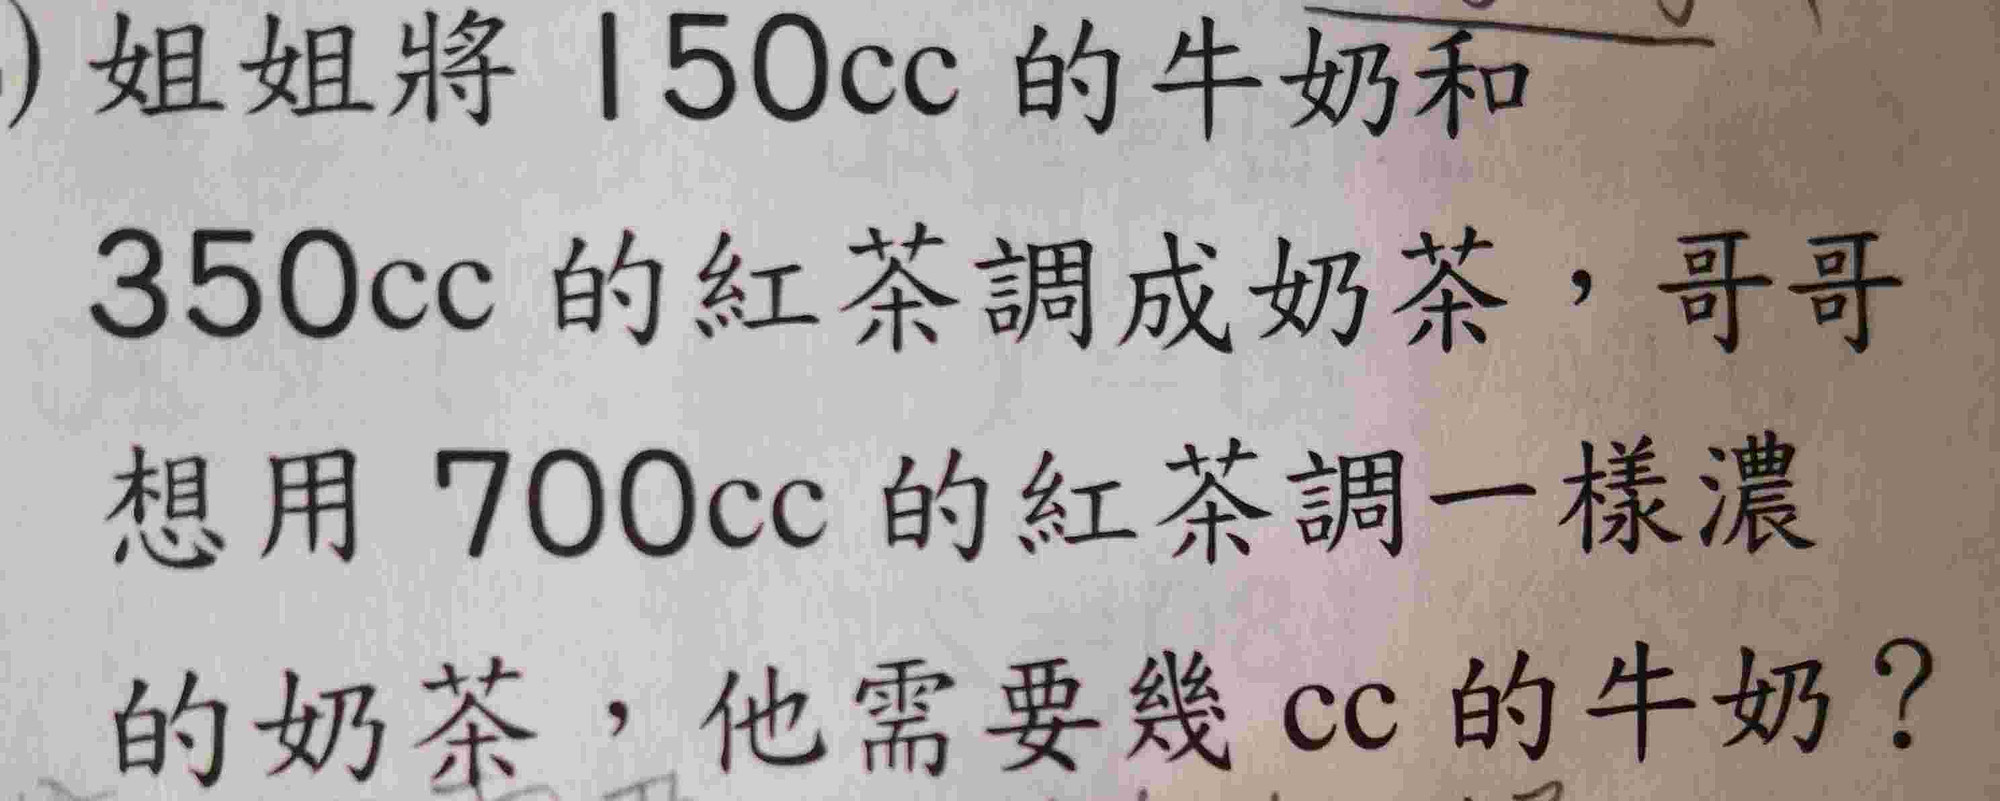 ) 姐姐將 150cc 的牛奶和
350cc 的紅茶調成奶茶，哥哥
想用 700cc 的紅茶調一樣濃
的奶茶，他需要幾 cc 的牛奶？